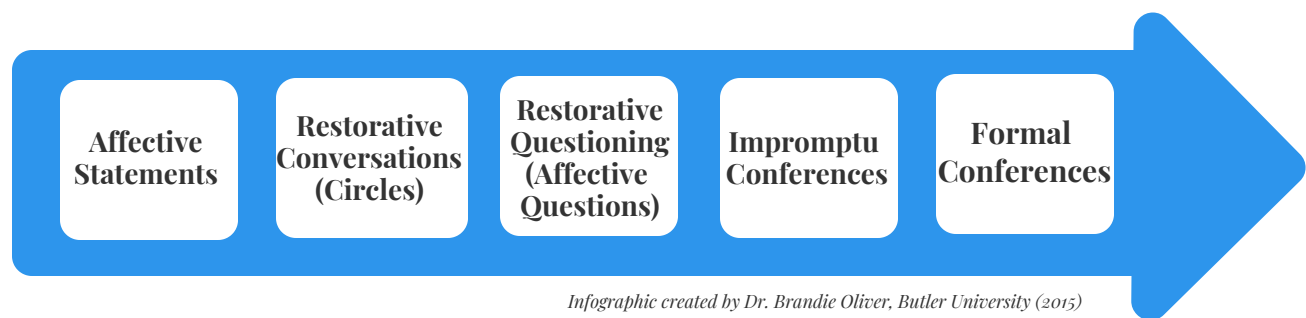 Affective
Statements
Restorative
Conversations
(Circles)
Restorative
Questioning
(Affective
Questions)
Impromptu
Conferences
Formal
Conferences
Infographic created by Dr. Brandie Oliver, Butler University (2015)